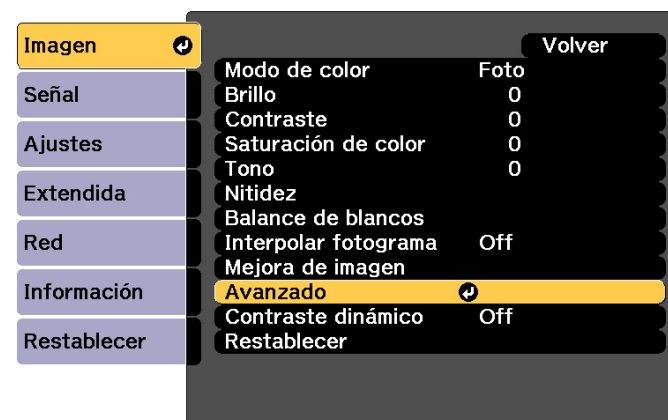 Imagen
Señal
Ajustes
Extendida
Red
Información
Restablecer
Volver
Modo de color Foto
Brillo 0
Contraste 0
Saturación de color 0
Tono 0
Nitidez
Balance de blancos
Interpolar fotograma Off
Mejora de imagen
Avanzado
Contraste dinámico Off
Restablecer